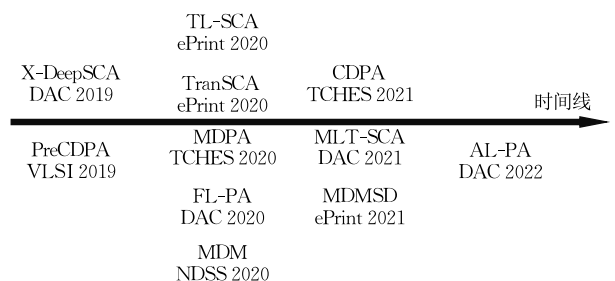 TL-SCA
ePrint 2020
X-DeepSCA
DAC 2019
TranSCA
ePrint 2020
CDPA
TCHES 2021
时间线
PreCDPA
VLSI 2019
MDPA
TCHES 2020
MLT-SCA
DAC 2021
AL-PA
DAC 2022
FL-PA
DAC 2020
MDMSD
ePrint 2021
MDM
NDSS 2020